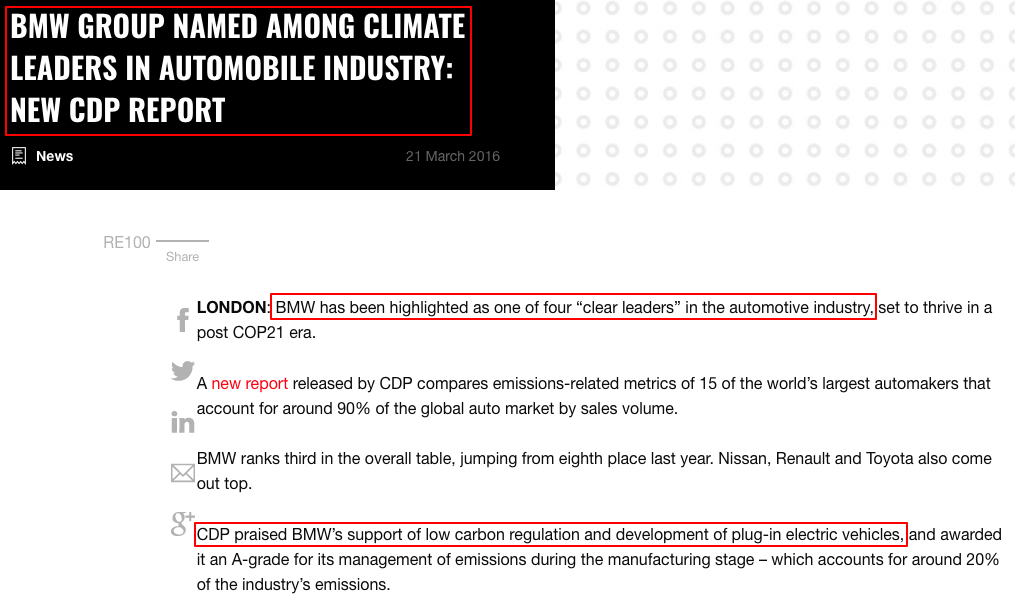 BMW GROUP NAMED AMONG CLIMATE
LEADERS IN AUTOMOBILE INDUSTRY:
NEW CDP REPORT
News 21 March 2016
RE100
Share
LONDON: BMW has been highlighted as one of four “clear leaders” in the automotive industry, set to thrive in a
post COP21 era.
A new report released by CDP compares emissions-related metrics of 15 of the world’s largest automakers that
account for around 90% of the global auto market by sales volume.
BMW ranks third in the overall table, jumping from eighth place last year. Nissan, Renault and Toyota also come
out top.
CDP praised BMW’s support of low carbon regulation and development of plug-in electric vehicles, and awarded
it an A-grade for its management of emissions during the manufacturing stage – which accounts for around 20%
of the industry’s emissions.